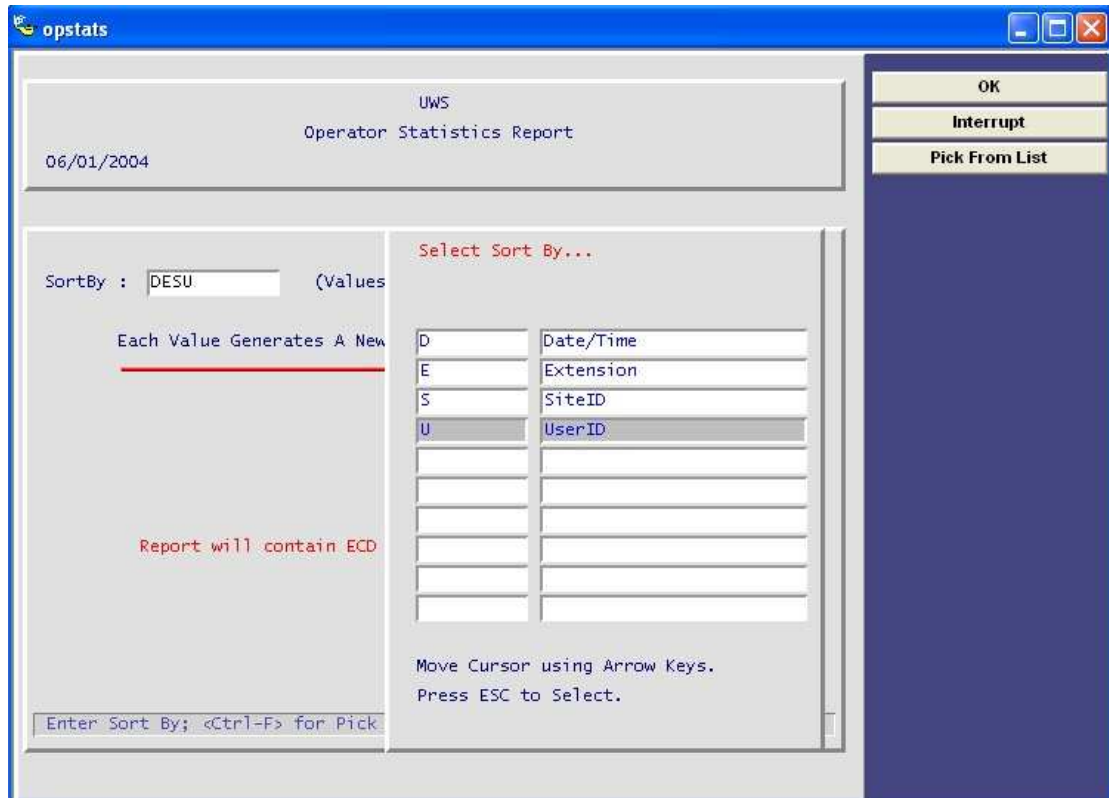 opstats
OK
Interrupt
Pick From List
UWS
Operator Statistics Report
06/01/2004
SortBy : DESU (Values
Each Value Generates A New
Report will contain ECD
Enter Sort By; <Ctrl-F> for Pick
Select Sort By...
D Date/Time
E Extension
S SiteID
U UserID
Move Cursor using Arrow Keys.
Press ESC to Select.